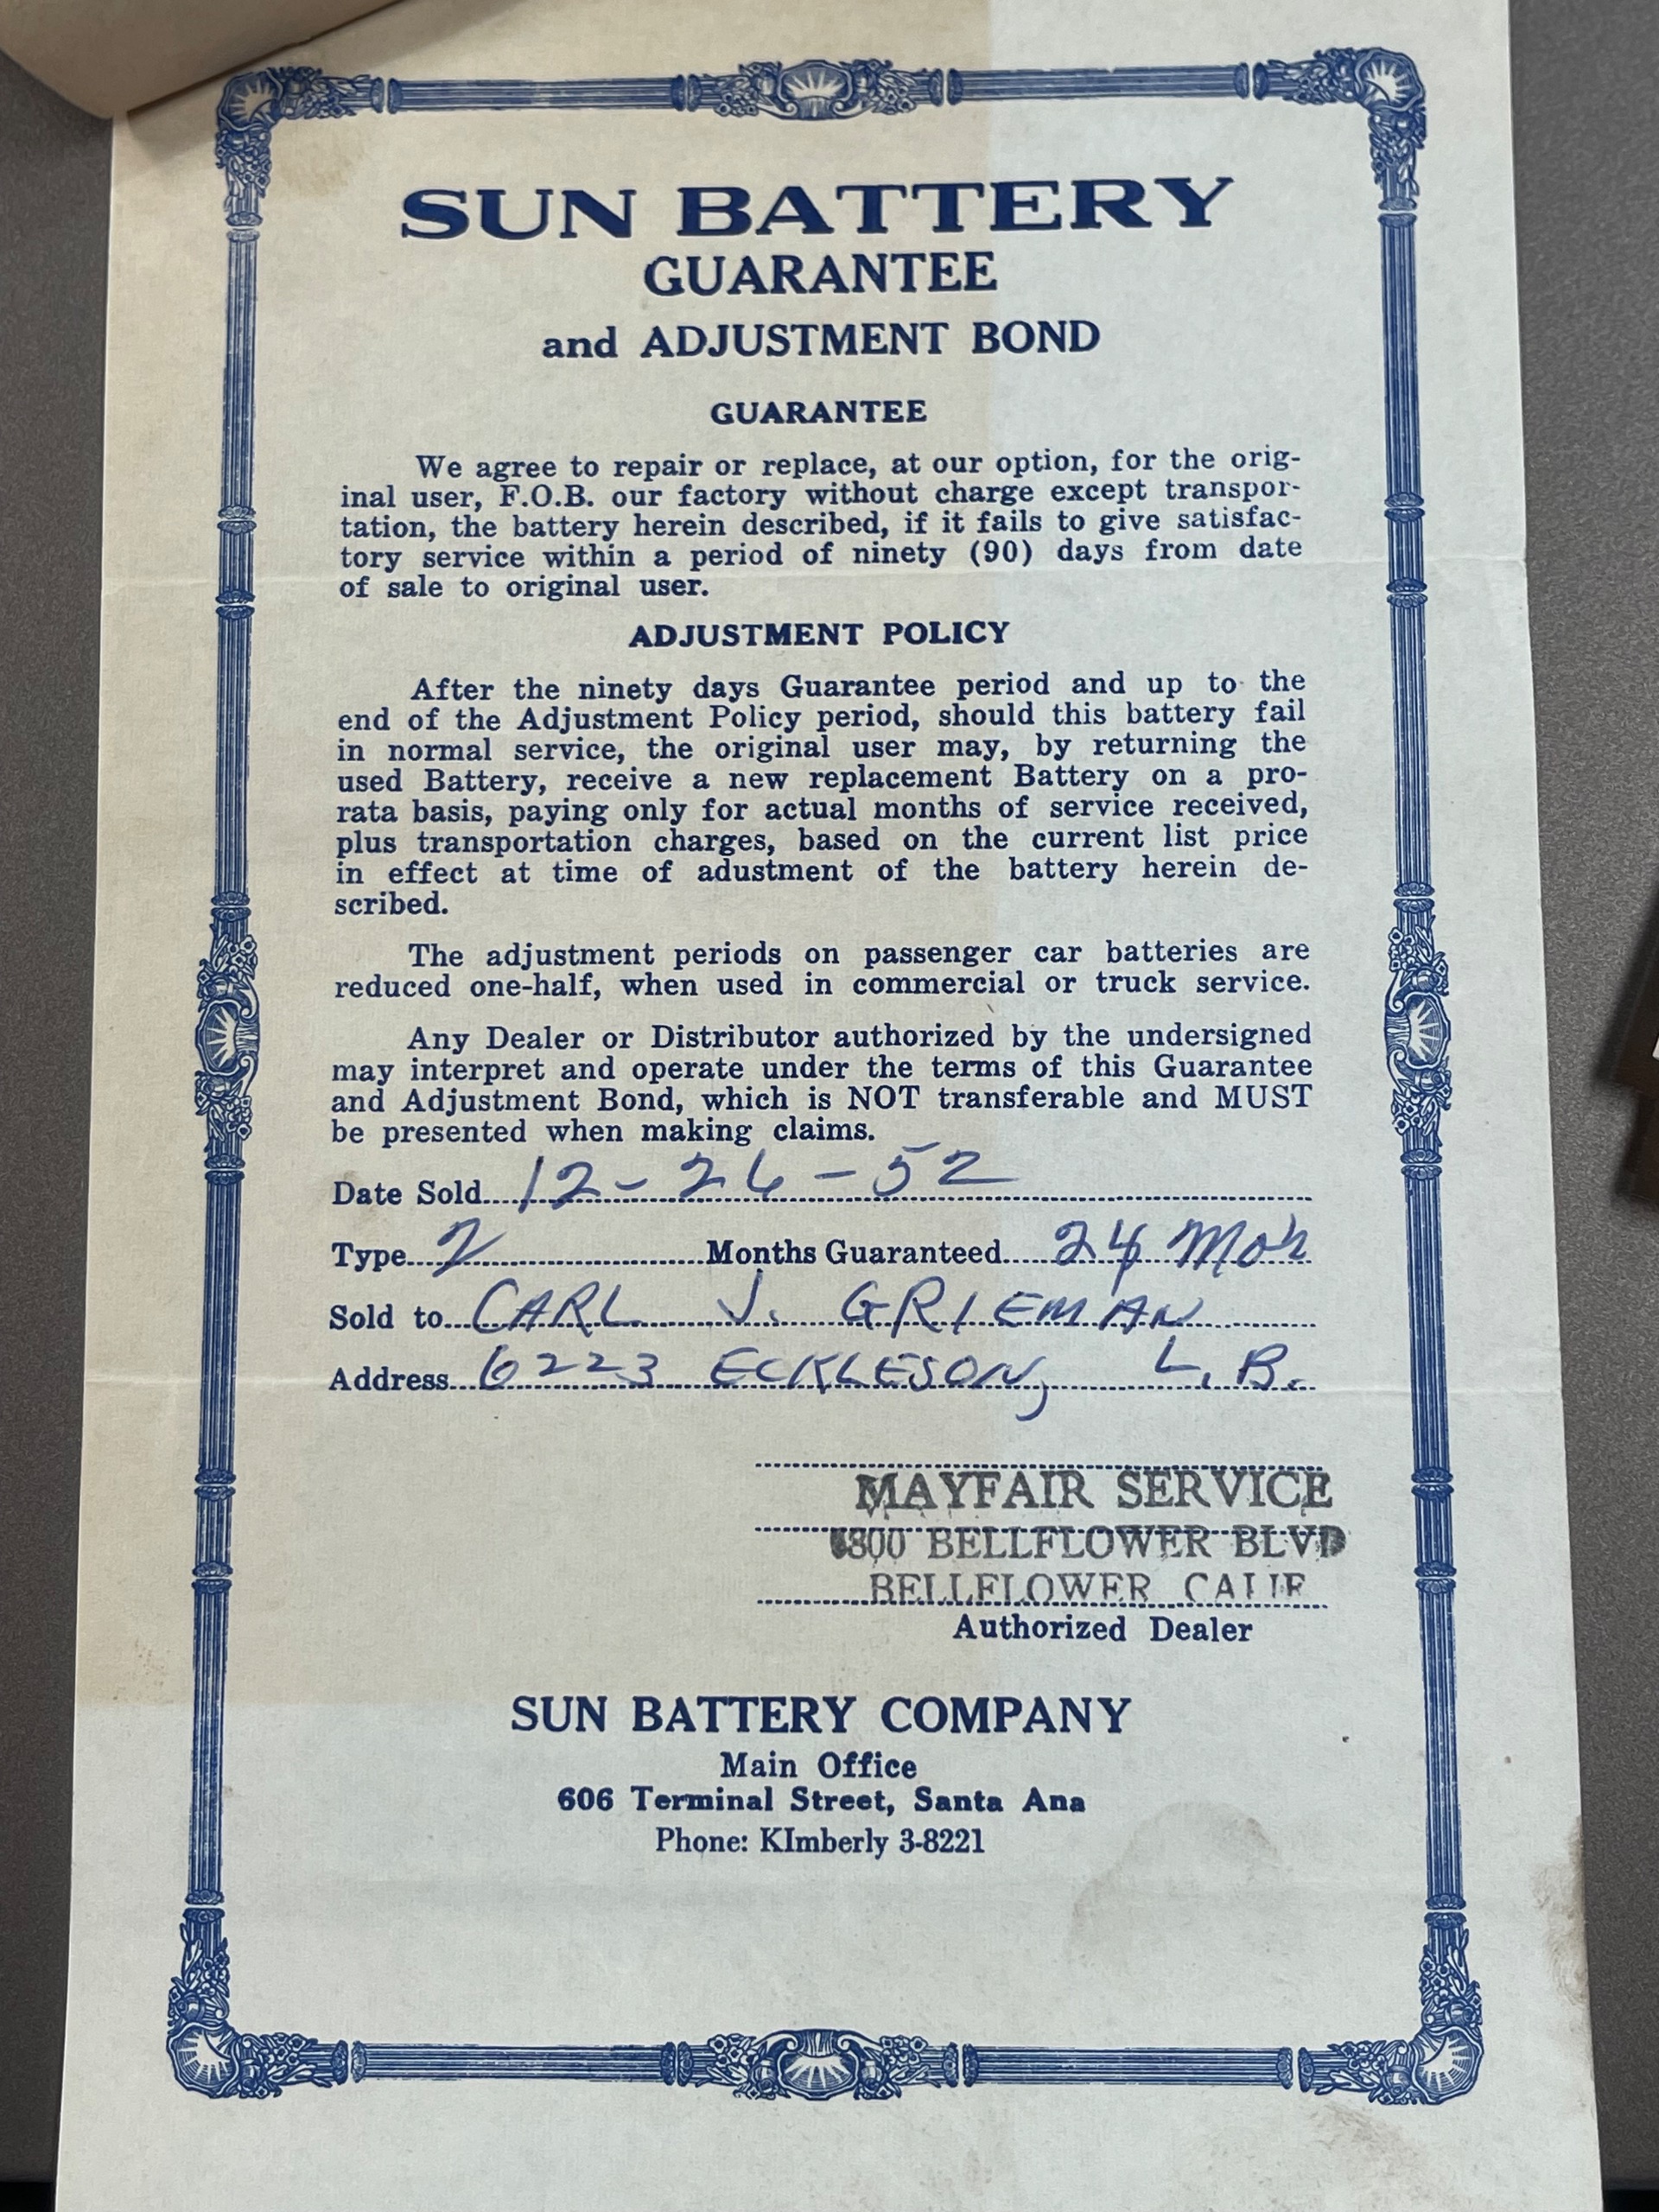 SUN BATTERY
GUARANTEE
and ADJUSTMENT BOND
GUARANTEE
We agree to repair or replace, at our option, for the orig-
inal user, F.O.B. our factory without charge except transpor-
tation, the battery herein described, if it fails to give satisfac-
tory service within a period of ninety (90) days from date
of sale to original user.
ADJUSTMENT POLICY
After the ninety days Guarantee period and up to the
end of the Adjustment Policy period, should this battery fail
in normal service, the original user may, by returning the
used Battery, receive a new replacement Battery on a pro-
rata basis, paying only for actual months of service received,
plus transportation charges, based on the current list price
in effect at time of adustment of the battery herein de-
scribed.
The adjustment periods on passenger car batteries are
reduced one-half, when used in commercial or truck service.
Any Dealer or Distributor authorized by the undersigned
may interpret and operate under the terms of this Guarantee
and Adjustment Bond, which is NOT transferable and MUST
be presented when making claims.
Date Sold 12-26-52
Type 2 Months Guaranteed 24
Sold to CARL J. GRIEMAN
Address 6223 ECKLESON, L.B.
MAYFAIR SERVICE
BELLFLOWER BLVD
BELLFLOWER CALIF
Authorized Dealer
SUN BATTERY COMPANY
Main Office
606 Terminal Street, Santa Ana
Phone: KImberly 3-8221